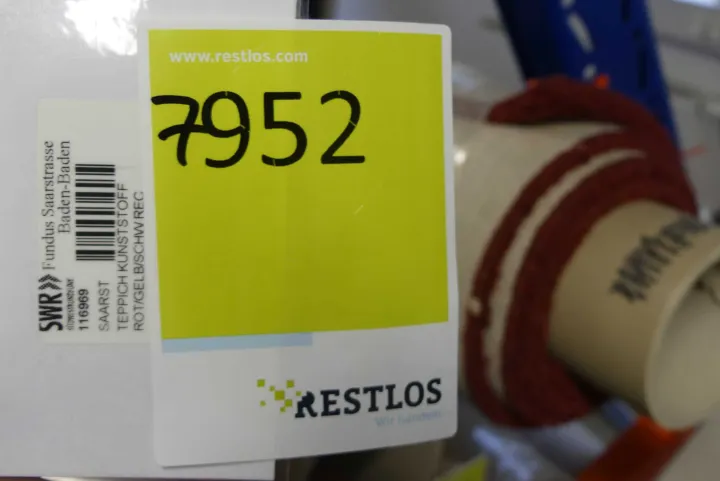 www.restlos.com
7952
RESTLOS
SWR» Fundus Saarstrasse
Baden-Baden
116969
SAARST
TEPPICH KUNSTSTOFF
ROT/GELB/SCHW REC